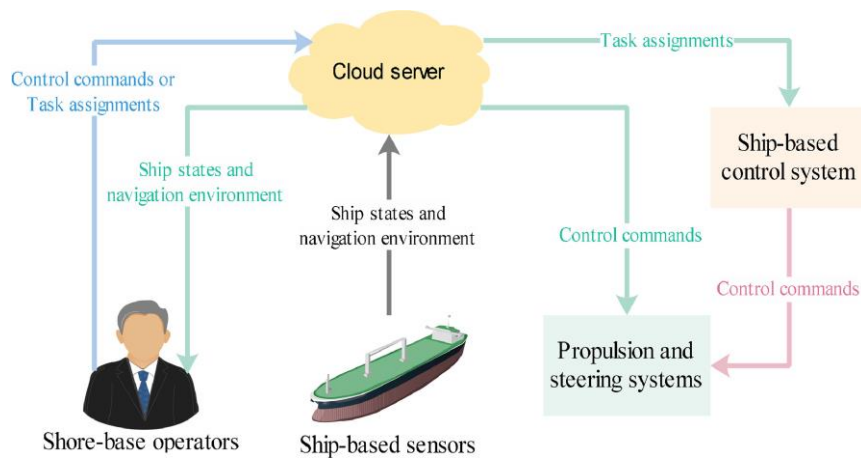 Cloud server
Task assignments
Control commands or
Task assignments
Ship-based
control system
Ship states and
navigation environment
Ship states and
navigation environment
Control commands
Control commands
Propulsion and
steering systems
Shore-base operators
Ship-based sensors